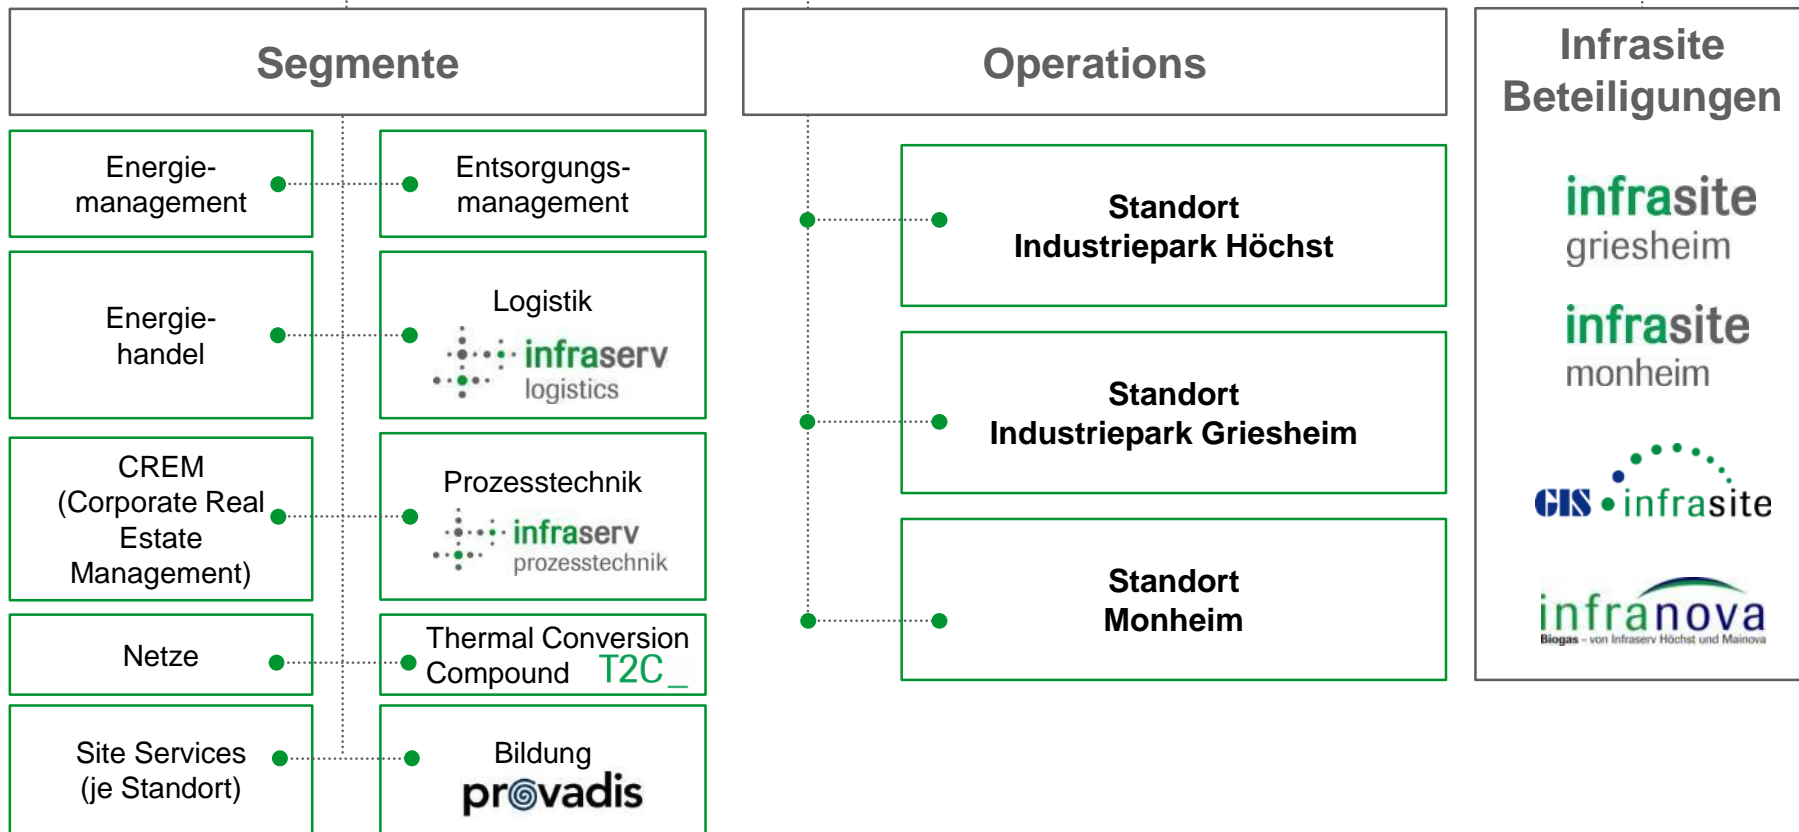 Segmente
Energie-
management
Entsorgungs-
management
Energie-
handel
Logistik
infraserv
logistics
CREM
(Corporate Real
Estate
Management)
Prozesstechnik
infraserv
prozesstechnik
Netze
Thermal Conversion
Compound T2C_
Site Services
(je Standort)
Bildung
provadis
Operations
Standort
Industriepark Höchst
Standort
Industriepark Griesheim
Standort
Monheim
Infrasite
Beteiligungen
infrasite
griesheim
infrasite
monheim
GIS infrasite
infranova
Biogas – von Infraserv Höchst und Mainova